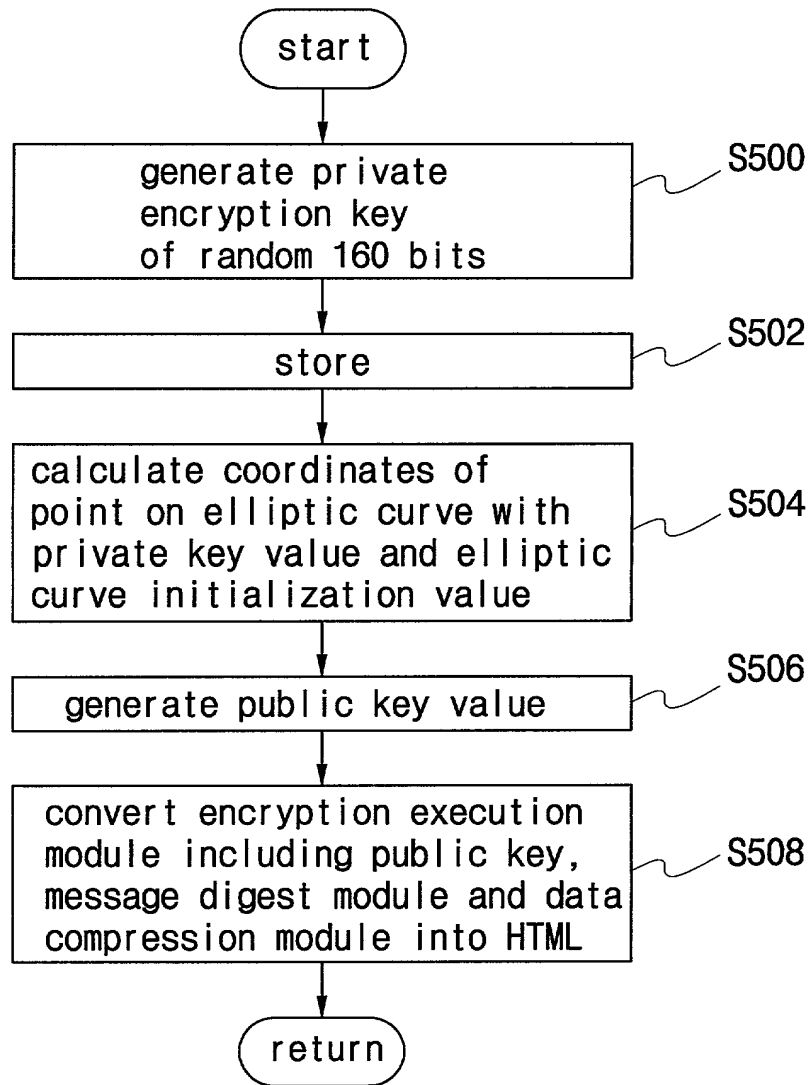 start
generate private
encryption key
of random 160 bits
S500
store
S502
calculate coordinates of
point on elliptic curve with
private key value and elliptic
curve initialization value
S504
generate public key value
S506
convert encryption execution
module including public key,
message digest module and data
compression module into HTML
S508
return